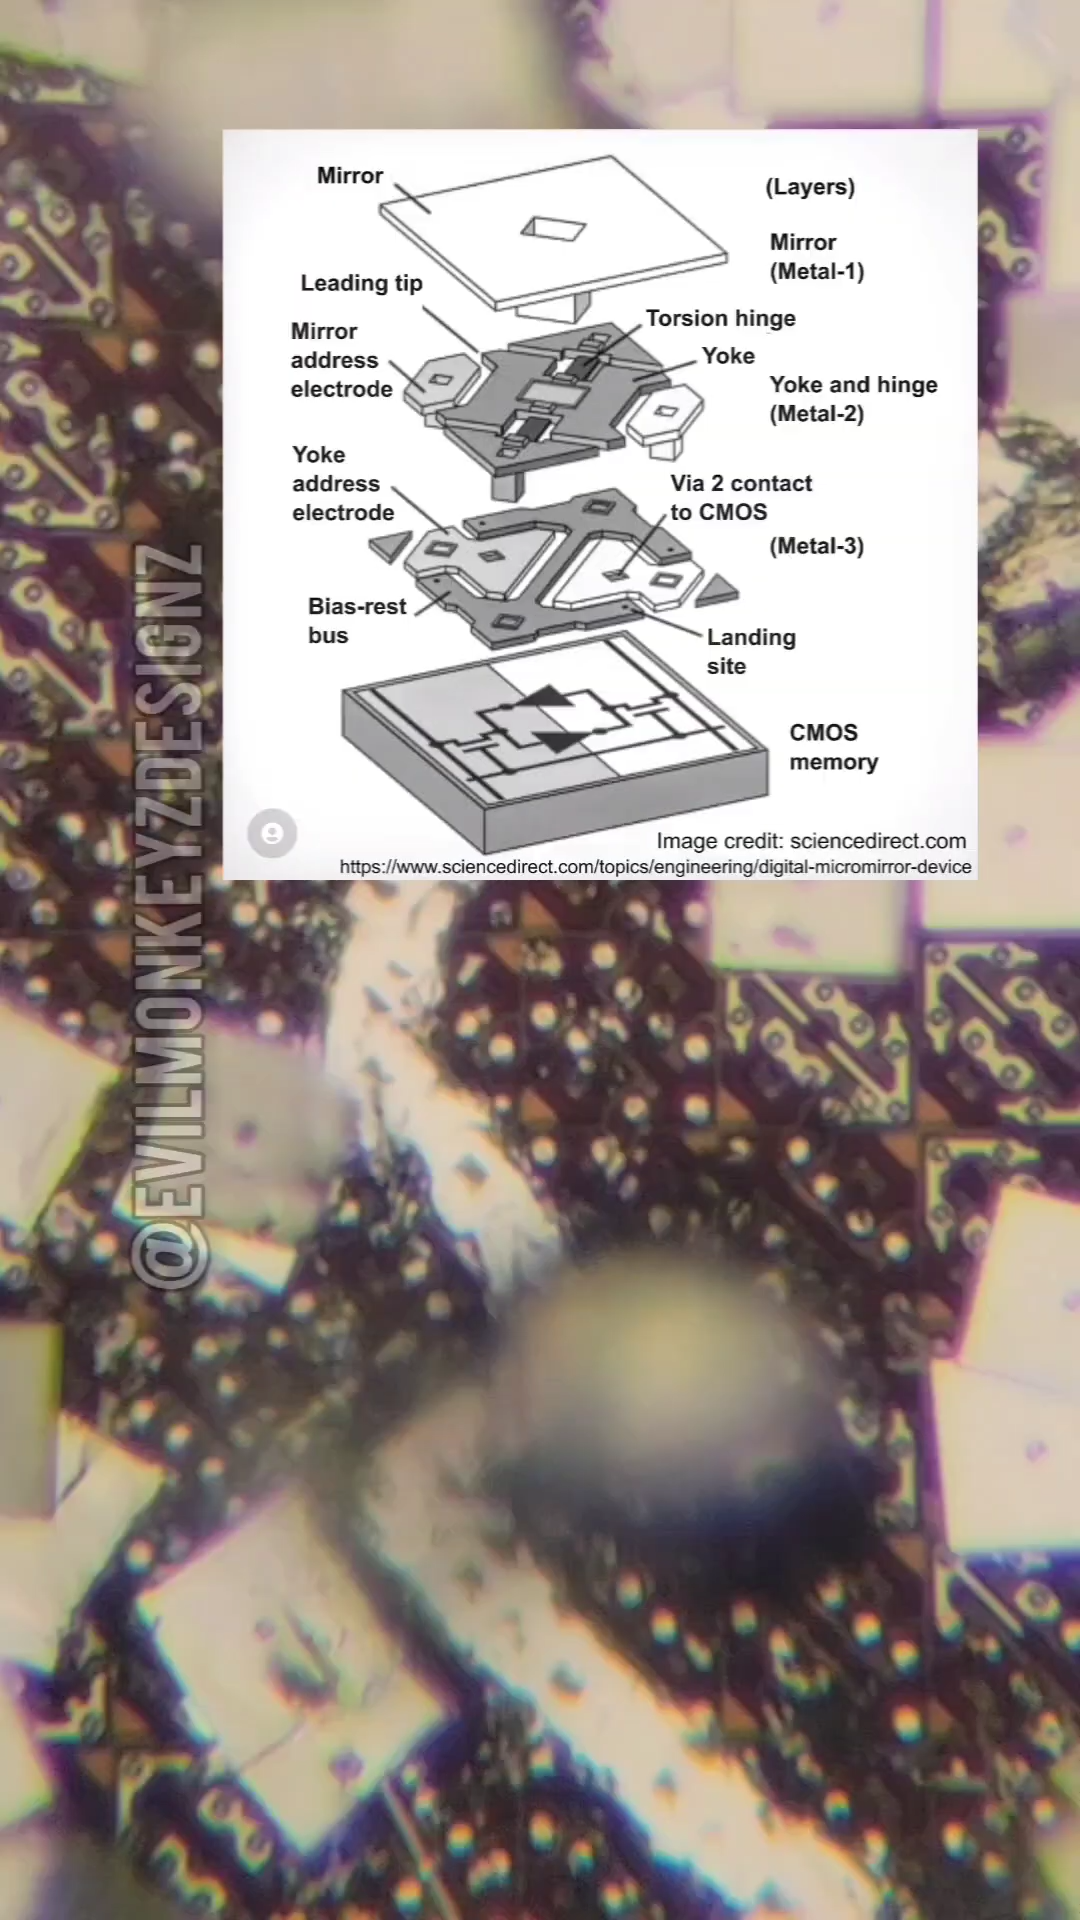 Mirror
(Layers)
Mirror
(Metal-1)
Leading tip
Torsion hinge
Mirror
address
electrode
Yoke
Yoke and hinge
(Metal-2)
Yoke
address
electrode
Via 2 contact
to CMOS
(Metal-3)
Bias-rest
bus
Landing
site
CMOS
memory
Image credit: sciencedirect.com
https://www.sciencedirect.com/topics/engineering/digital-micromirror-device
@EVILMONKEYZDESIGNZ